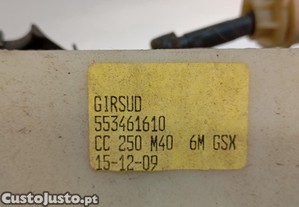 GIRSUD
553461610
CC 250 M40 6M GSX
15-12-09
CustoJusto.pt